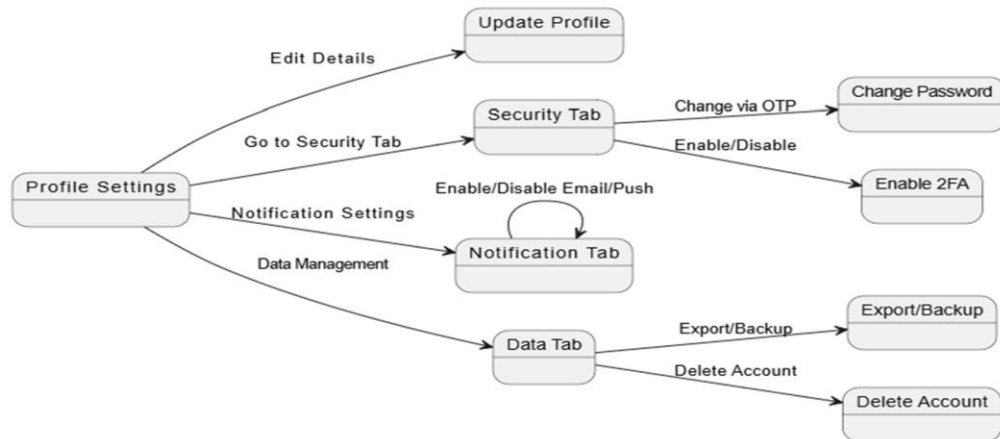 Update Profile
Edit Details
Change Password
Change via OTP
Security Tab
Go to Security Tab
Enable/Disable
Profile Settings
Enable 2FA
Enable/Disable Email/Push
Notification Settings
Notification Tab
Data Management
Export/Backup
Export/Backup
Data Tab
Delete Account
Delete Account